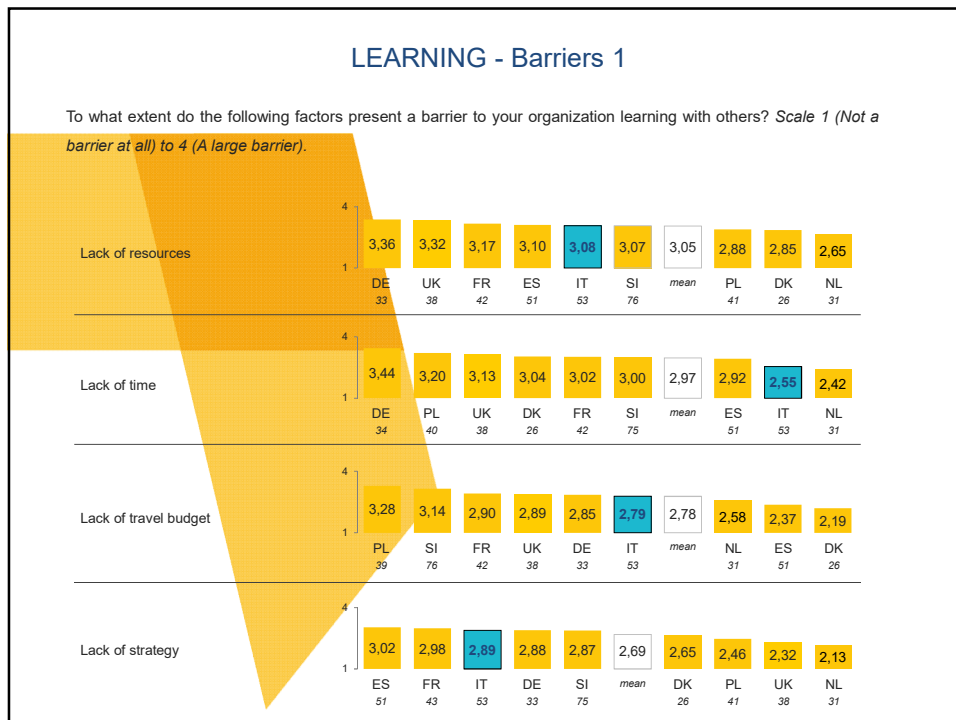 LEARNING - Barriers 1
To what extent do the following factors present a barrier to your organization learning with others? Scale 1 (Not a
barrier at all) to 4 (A large barrier).
4
Lack of resources
3,36 3,32 3,17 3,10 3,08 3,07 3,05 2,88 2,85 2,65
1
DE UK FR ES IT SI mean PL DK NL
33 38 42 51 53 76 41 26 31
4
Lack of time
3,44 3,20 3,13 3,04 3,02 3,00 2,97 2,92 2,55 2,42
1
DE PL UK DK FR SI mean ES IT NL
34 40 38 26 42 75 51 53 31
4
Lack of travel budget
3,28 3,14 2,90 2,89 2,85 2,79 2,78 2,58 2,37 2,19
1
PL SI FR UK DE IT mean NL ES DK
39 76 42 38 33 53 31 51 26
4
Lack of strategy
3,02 2,98 2,89 2,88 2,87 2,69 2,65 2,46 2,32 2,13
1
ES FR IT DE SI mean DK PL UK NL
51 43 53 33 75 26 41 38 31